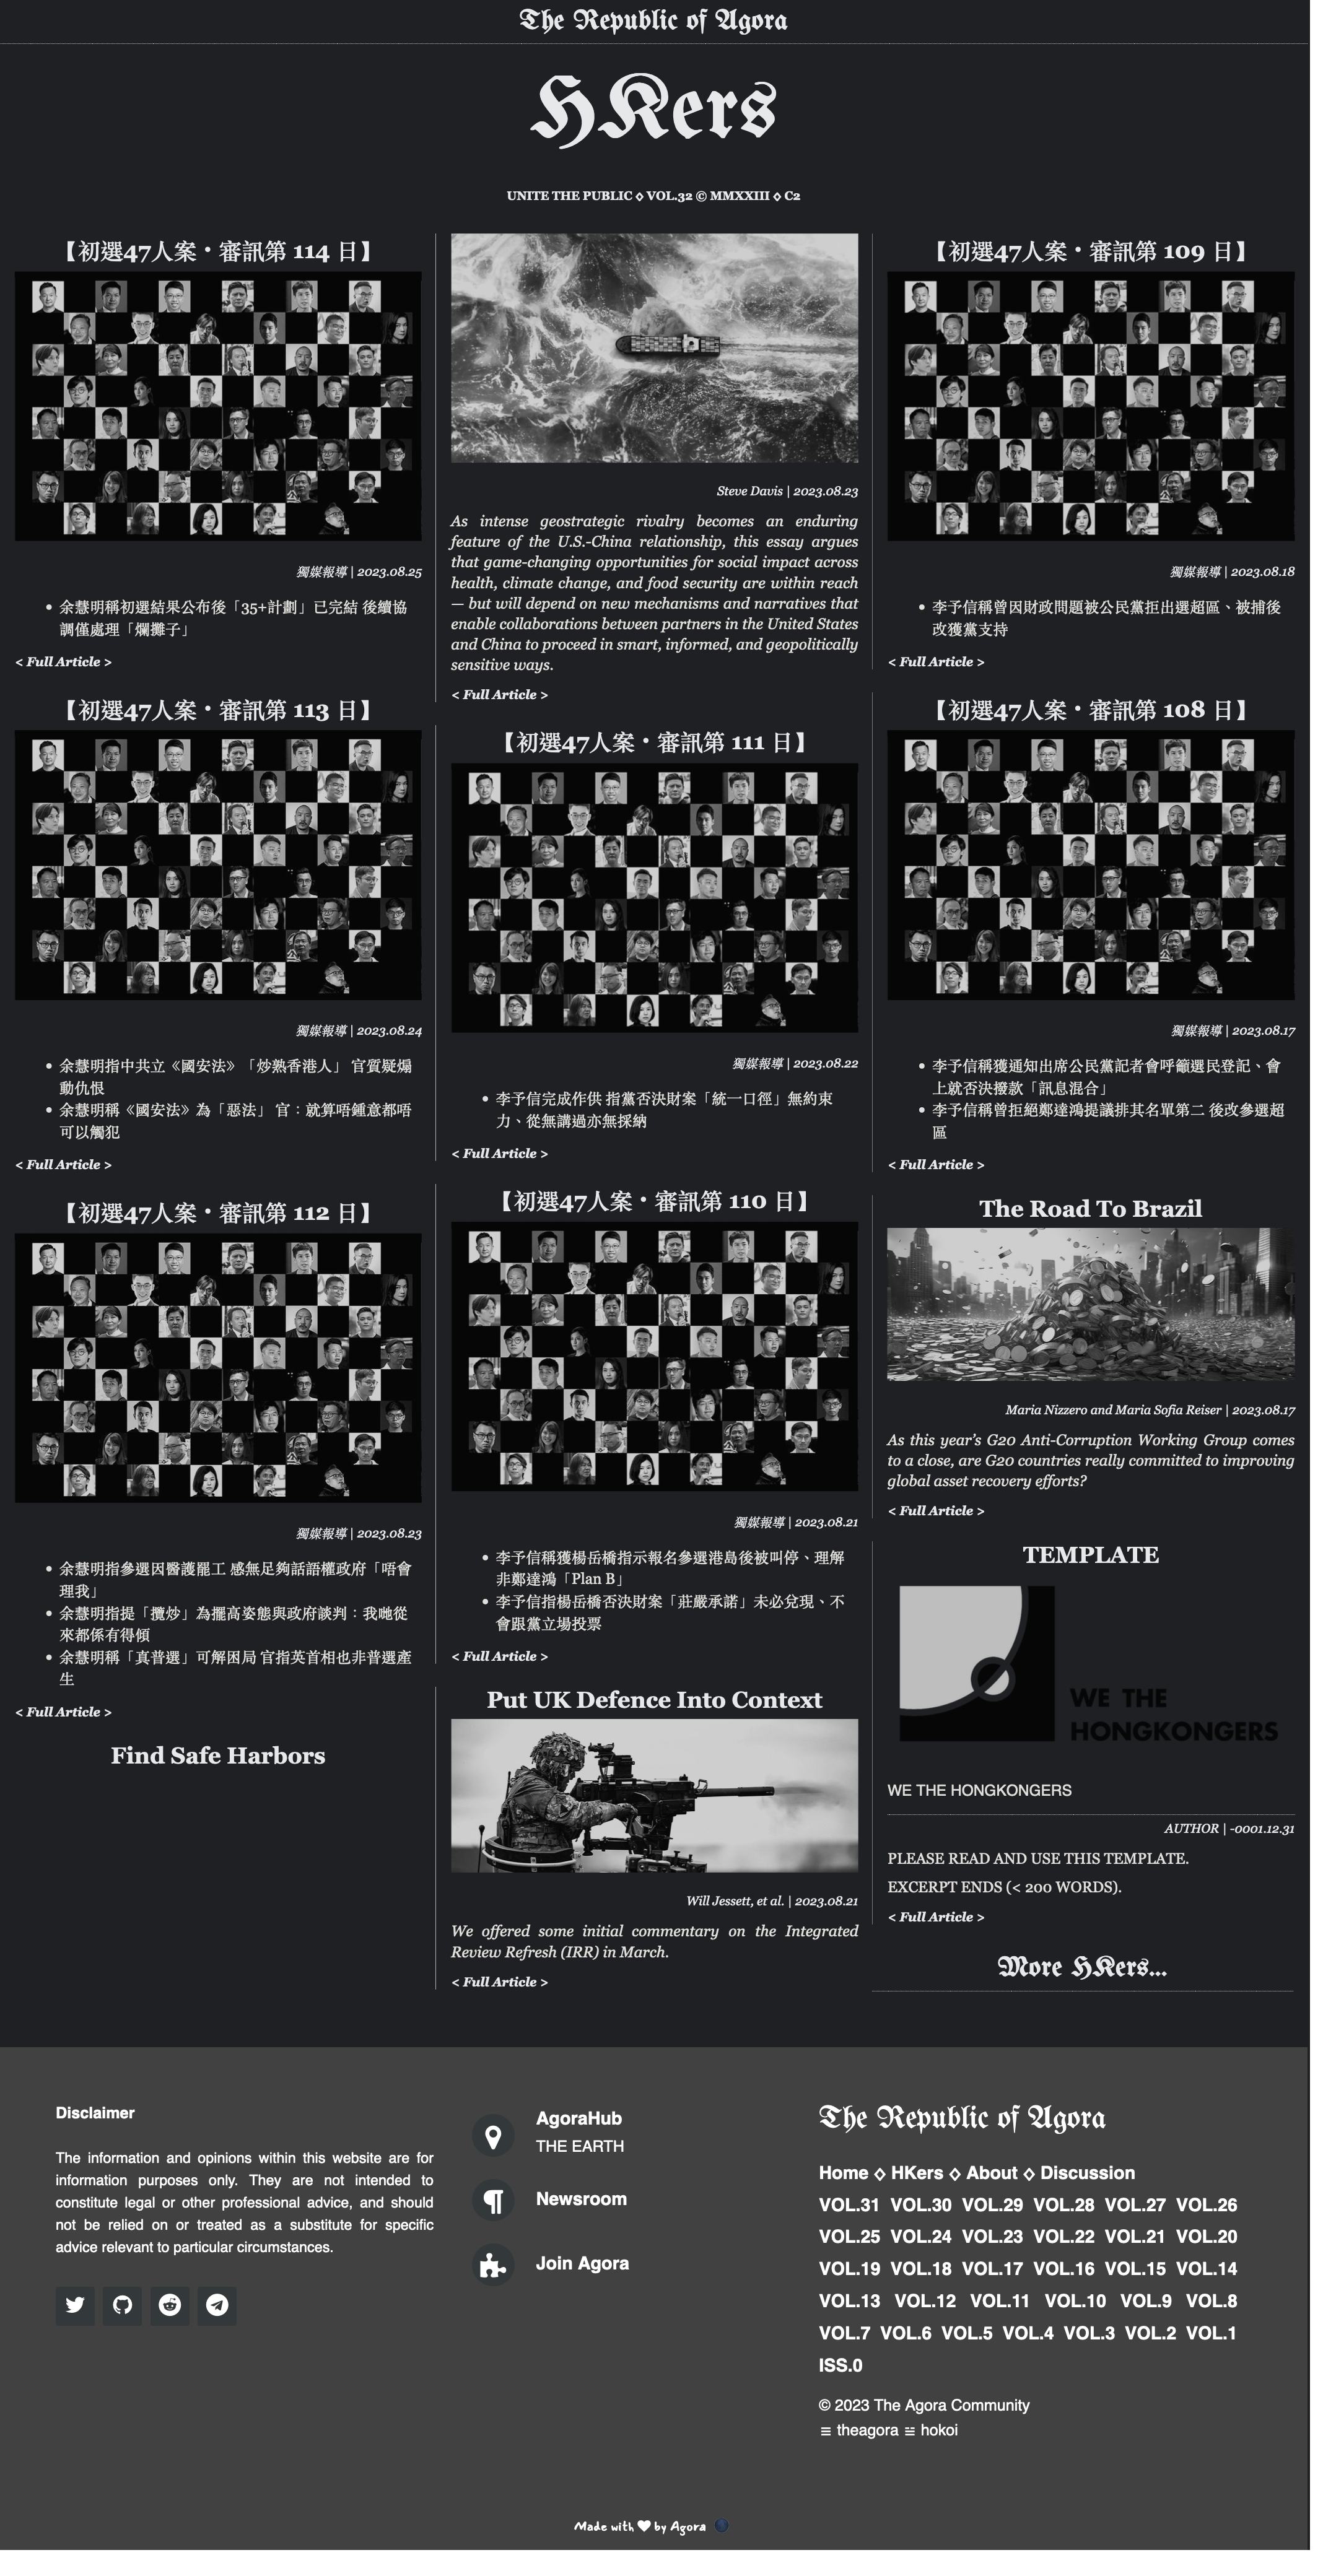 The Republic of Agora
HKers
UNITE THE PUBLIC ◊ VOL.32 © MMXXIII ◊ C2
【初選47人案・審訊第 114 日】
獨媒報導 | 2023.08.25
• 余慧明稱初選結果公布後「35+計劃」已完結 後續協
調僅處理「爛攤子」
< Full Article >
【初選47人案・審訊第 113 日】
獨媒報導 | 2023.08.24
• 余慧明指中共立《國安法》「炒熟香港人」 官質疑煽
動仇恨
• 余慧明稱《國安法》為「惡法」 官：就算唔鍾意都唔
可以觸犯
< Full Article >
【初選47人案・審訊第 112 日】
獨媒報導 | 2023.08.23
• 余慧明指參選因醫護罷工 感無足夠話語權政府「唔會
理我」
• 余慧明指提「攬炒」為擺高姿態與政府談判：我哋從
來都係有得傾
• 余慧明稱「真普選」可解困局 官指英首相也非普選產
生
< Full Article >
Find Safe Harbors
Steve Davis | 2023.08.23
As intense geostrategic rivalry becomes an enduring
feature of the U.S.-China relationship, this essay argues
that game-changing opportunities for social impact across
health, climate change, and food security are within reach
— but will depend on new mechanisms and narratives that
enable collaborations between partners in the United States
and China to proceed in smart, informed, and geopolitically
sensitive ways.
< Full Article >
【初選47人案・審訊第 111 日】
獨媒報導 | 2023.08.22
• 李予信完成作供 指黨否決財案「統一口徑」無約束
力、從無講過亦無採納
< Full Article >
【初選47人案・審訊第 110 日】
獨媒報導 | 2023.08.21
• 李予信稱獲楊岳橋指示報名參選港島後被叫停、理解
非鄭達鴻「Plan B」
• 李予信指楊岳橋否決財案「莊嚴承諾」未必兌現、不
會跟黨立場投票
< Full Article >
Put UK Defence Into Context
Will Jessett, et al. | 2023.08.21
We offered some initial commentary on the Integrated
Review Refresh (IRR) in March.
< Full Article >
【初選47人案・審訊第 109 日】
獨媒報導 | 2023.08.18
• 李予信稱曾因財政問題被公民黨拒出選超區、被捕後
改獲黨支持
< Full Article >
【初選47人案・審訊第 108 日】
獨媒報導 | 2023.08.17
• 李予信稱獲通知出席公民黨記者會呼籲選民登記、會
上就否決撥款「訊息混合」
• 李予信稱曾拒絕鄭達鴻提議排其名單第二 後改參選超
區
< Full Article >
The Road To Brazil
Maria Nizzero and Maria Sofia Reiser | 2023.08.17
As this year’s G20 Anti-Corruption Working Group comes
to a close, are G20 countries really committed to improving
global asset recovery efforts?
< Full Article >
TEMPLATE
WE THE
HONGKONGERS
WE THE HONGKONGERS
AUTHOR | -0001.12.31
PLEASE READ AND USE THIS TEMPLATE.
EXCERPT ENDS (< 200 WORDS).
< Full Article >
More HKers...
Disclaimer
The information and opinions within this website are for
information purposes only. They are not intended to
constitute legal or other professional advice, and should
not be relied on or treated as a substitute for specific
advice relevant to particular circumstances.
AgoraHub
THE EARTH
Newsroom
Join Agora
The Republic of Agora
Home ◊ HKers ◊ About ◊ Discussion
VOL.31 VOL.30 VOL.29 VOL.28 VOL.27 VOL.26
VOL.25 VOL.24 VOL.23 VOL.22 VOL.21 VOL.20
VOL.19 VOL.18 VOL.17 VOL.16 VOL.15 VOL.14
VOL.13 VOL.12 VOL.11 VOL.10 VOL.9 VOL.8
VOL.7 VOL.6 VOL.5 VOL.4 VOL.3 VOL.2 VOL.1
ISS.0
© 2023 The Agora Community
theagora hokoi
Made with ♥ by Agora